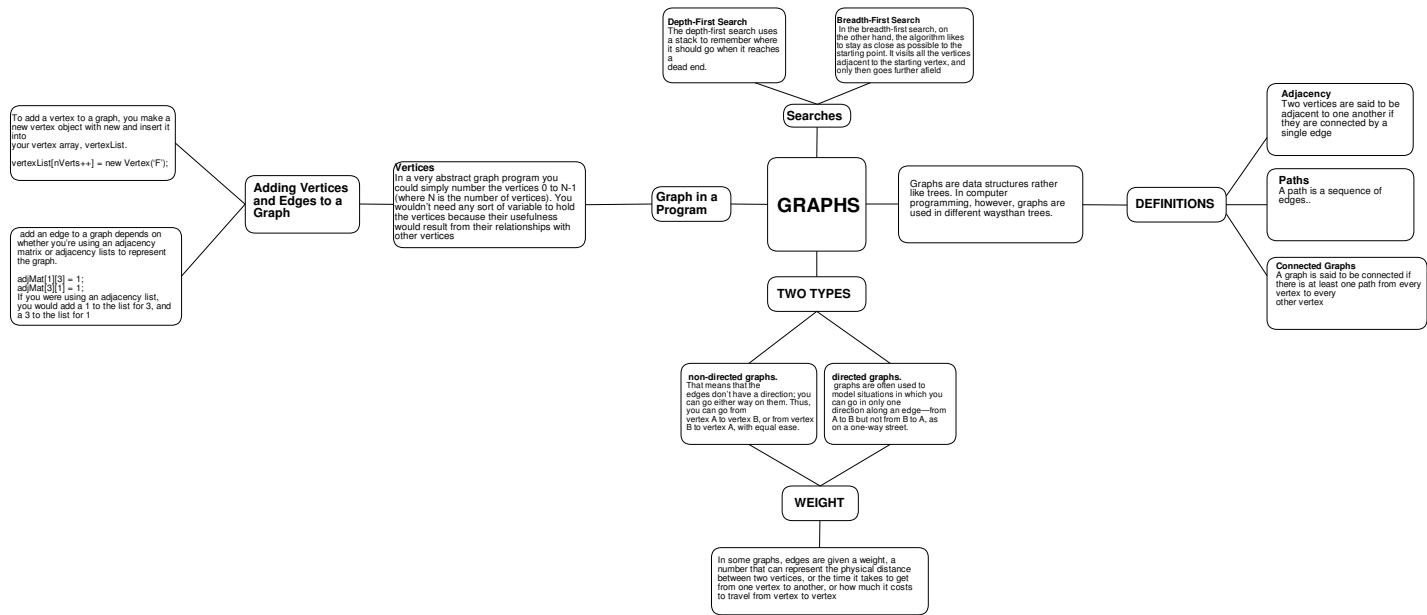 Depth-First Search
The depth-first search uses
a stack to remember where
it should go when it reaches
a
dead end.
Breadth-First Search
In the breadth-first search, on
the other hand, the algorithm likes
to stay as close as possible to the
starting point. It visits all the vertices
adjacent to the starting vertex, and
only then goes further afield
Searches
To add a vertex to a graph, you make a
new vertex object with new and insert it
into
your vertex array, vertexList.
vertexList[nVerts++] = new Vertex('F');
add an edge to a graph depends on
whether you're using an adjacency
matrix or adjacency lists to represent
the graph.
adjMat[1][3] = 1;
adjMat[3][1] = 1;
If you were using an adjacency list,
you would add a 1 to the list for 3, and
a 3 to the list for 1
Adding Vertices
and Edges to a
Graph
Vertices
In a very abstract graph program you
could simply number the vertices 0 to N-1
(where N is the number of vertices). You
wouldn't need any sort of variable to hold
the vertices because their usefulness
would result from their relationships with
other vertices
Graph in a
Program
GRAPHS
Graphs are data structures rather
like trees. In computer
programming, however, graphs are
used in different waysthan trees.
DEFINITIONS
Adjacency
Two vertices are said to be
adjacent to one another if
they are connected by a
single edge
Paths
A path is a sequence of
edges..
Connected Graphs
A graph is said to be connected if
there is at least one path from every
vertex to every
other vertex
TWO TYPES
non-directed graphs.
That means that the
edges don't have a direction; you
can go either way on them. Thus,
you can go from
vertex A to vertex B, or from vertex
B to vertex A, with equal ease.
directed graphs.
graphs are often used to
model situations in which you
can go in only one
direction along an edge—from
A to B but not from B to A, as
on a one-way street.
WEIGHT
In some graphs, edges are given a weight, a
number that can represent the physical distance
between two vertices, or the time it takes to get
from one vertex to another, or how much it costs
to travel from vertex to vertex